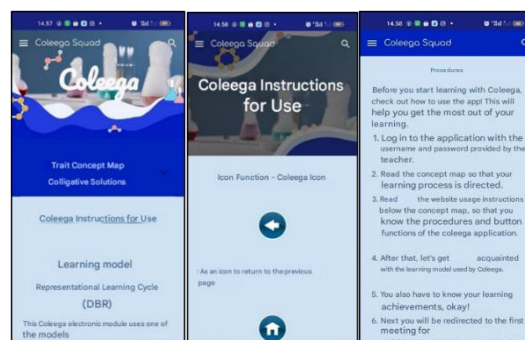 14.57
Coleega Squad
Coleega
Trait Concept Map
Colligative Solutions
Coleega Instructions for Use
Learning model
Representational Learning Cycle
(DBR)
This Coleega electronic module uses one of
the models
14.58
Coleega Squad
Coleega Instructions
for Use
Icon Function - Coleega Icon
: As an icon to return to the previous
page
14.58
Coleega Squad
Procedures
Before you start learning with Coleega,
check out how to use the app! This will
help you get the most out of your
learning.
1. Log in to the application with the
username and password provided by the
teacher.
2. Read the concept map so that your
learning process is directed.
3. Read the website usage instructions
below the concept map, so that you
know the procedures and button
functions of the coleega application.
4. After that, let's get acquainted
with the learning model used by Coleega.
5. You also have to know your learning
achievements, okay!
6. Next you will be redirected to the first
meeting for